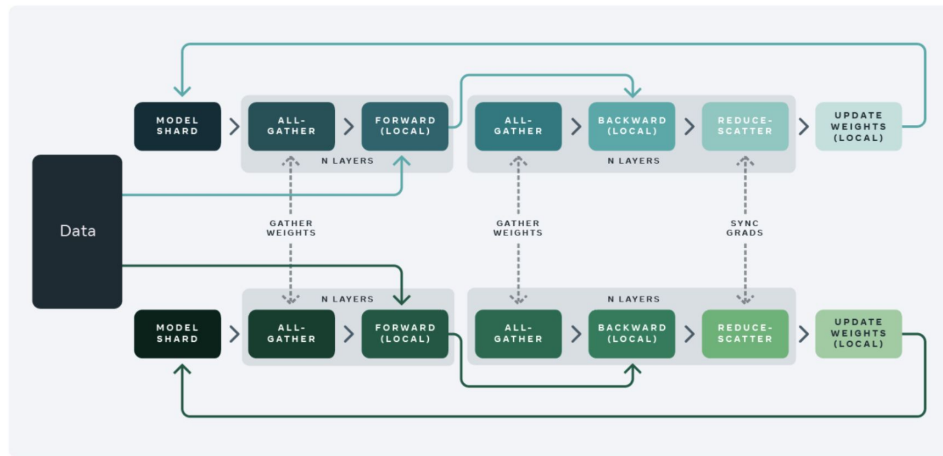 MODEL
SHARD
ALL-
GATHER
FORWARD
(LOCAL)
N LAYERS
ALL-
GATHER
BACKWARD
(LOCAL)
REDUCE-
SCATTER
N LAYERS
UPDATE
WEIGHTS
(LOCAL)
Data
GATHER
WEIGHTS
GATHER
WEIGHTS
SYNC
GRADS
MODEL
SHARD
N LAYERS
ALL-
GATHER
FORWARD
(LOCAL)
N LAYERS
ALL-
GATHER
BACKWARD
(LOCAL)
REDUCE-
SCATTER
UPDATE
WEIGHTS
(LOCAL)